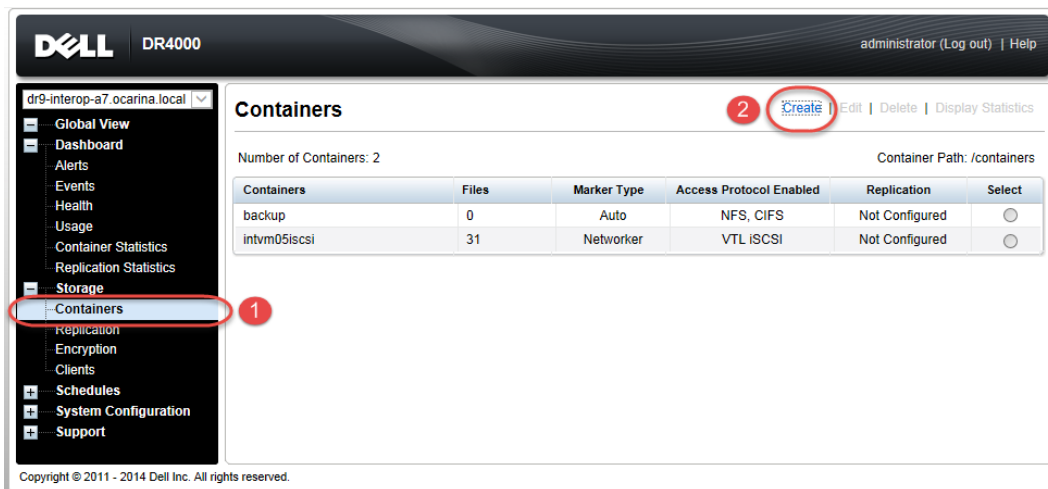 DELL DR4000
administrator (Log out) | Help
dr9-interop-a7.ocarina.local
Global View
Dashboard
Alerts
Events
Health
Usage
Container Statistics
Replication Statistics
Storage
Containers
Replication
Encryption
Clients
Schedules
System Configuration
Support
Containers
2
Create | Edit | Delete | Display Statistics
Number of Containers: 2
Container Path: /containers
Containers Files Marker Type Access Protocol Enabled Replication Select
backup 0 Auto NFS, CIFS Not Configured
intvm05iscsi 31 Networker VTL iSCSI Not Configured
1
Copyright © 2011 - 2014 Dell Inc. All rights reserved.